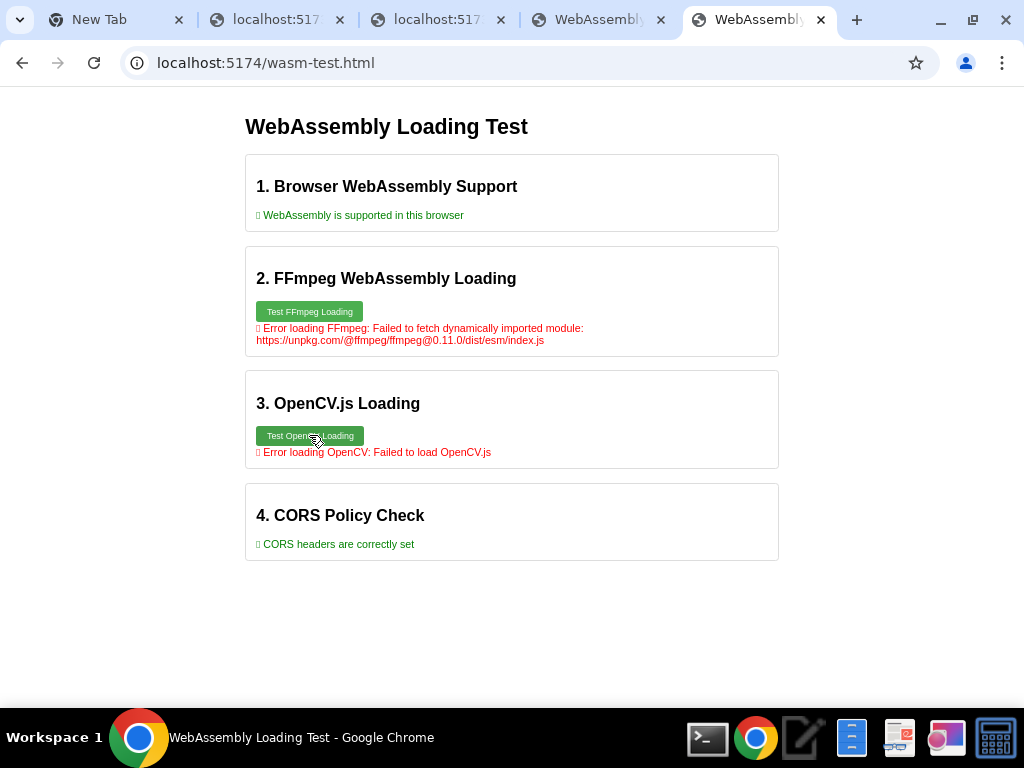 New Tab
localhost:517
localhost:517
WebAssembly
WebAssembly
localhost:5174/wasm-test.html
WebAssembly Loading Test
1. Browser WebAssembly Support
WebAssembly is supported in this browser
2. FFmpeg WebAssembly Loading
Test FFmpeg Loading
Error loading FFmpeg: Failed to fetch dynamically imported module:
https://unpkg.com/@ffmpeg/ffmpeg@0.11.0/dist/esm/index.js
3. OpenCV.js Loading
Test OpenCV Loading
Error loading OpenCV: Failed to load OpenCV.js
4. CORS Policy Check
CORS headers are correctly set
Workspace 1
WebAssembly Loading Test - Google Chrome